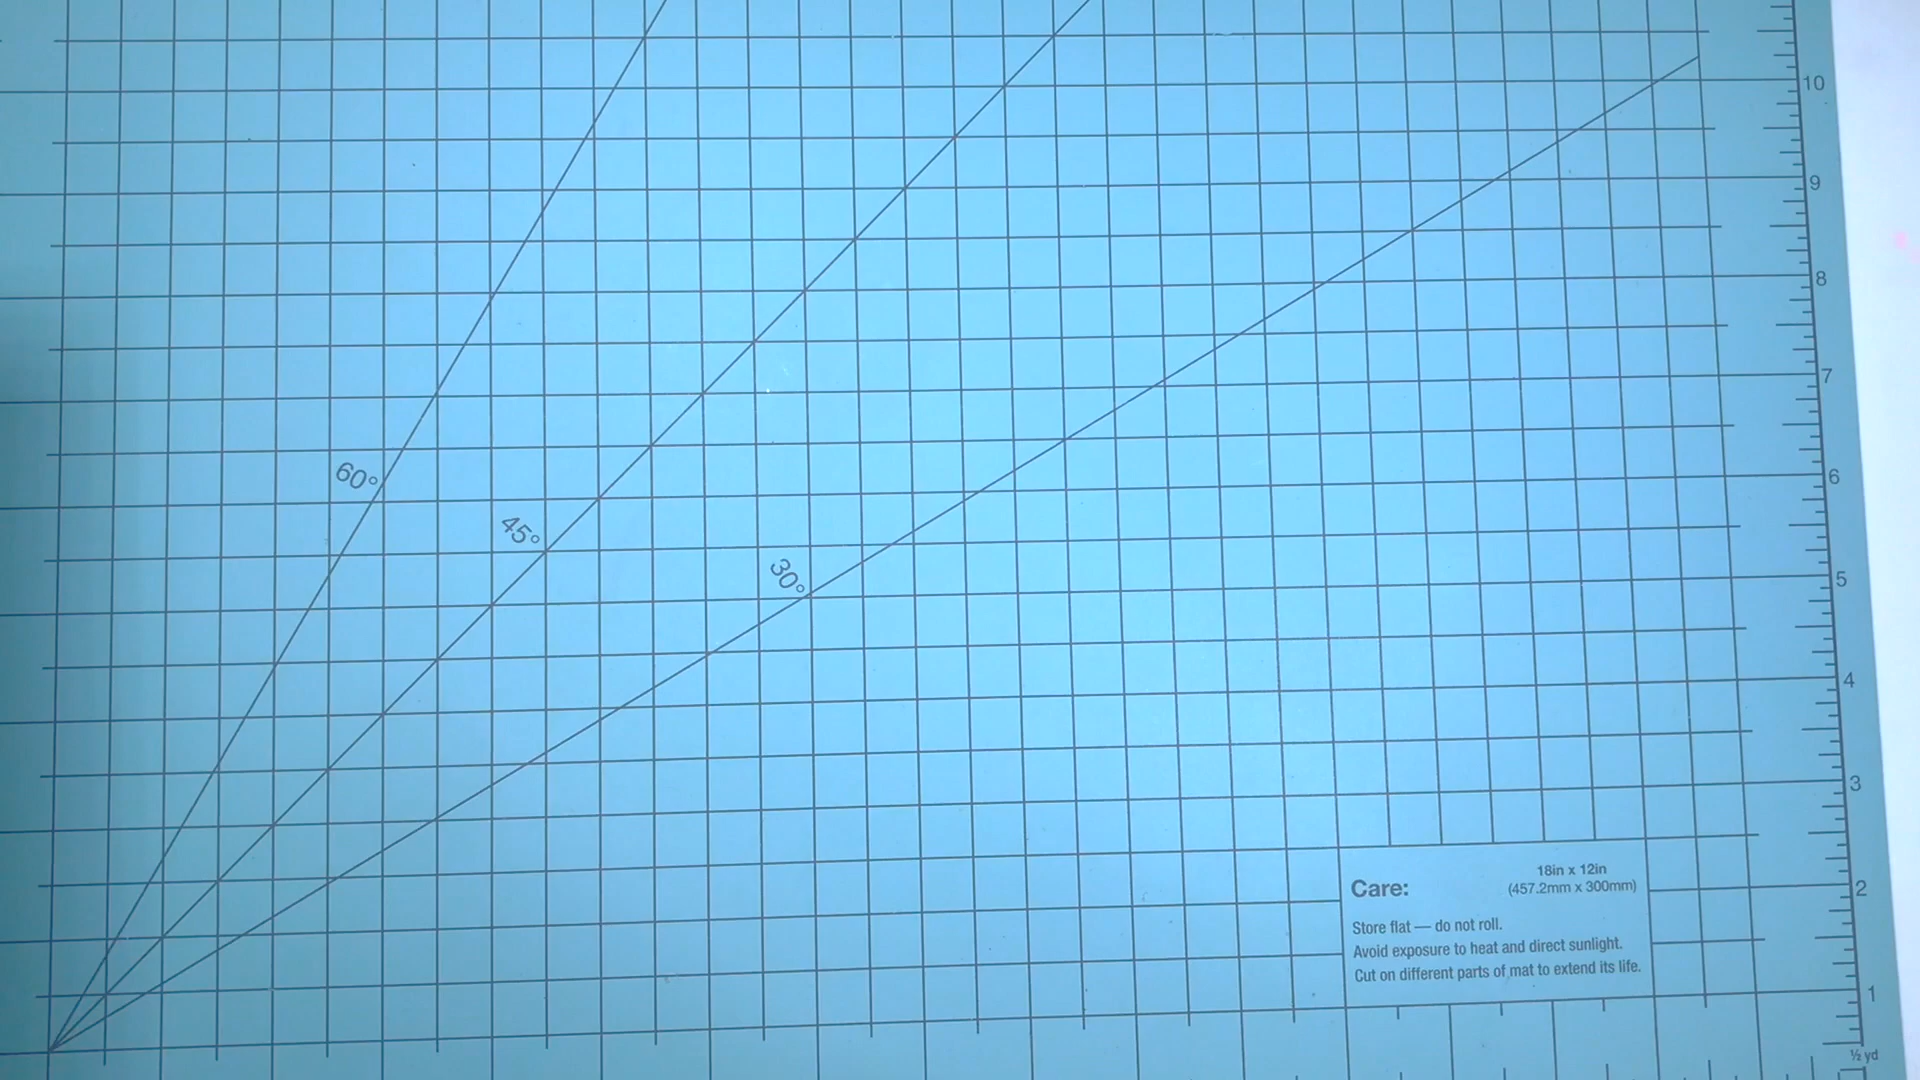 10
9
8
7
60°
6
45°
30°
5
4
3
18in x 12in
Care:
(457.2mm x 300mm)
2
Store flat — do not roll.
Avoid exposure to heat and direct sunlight.
Cut on different parts of mat to extend its life.
1
½ yd